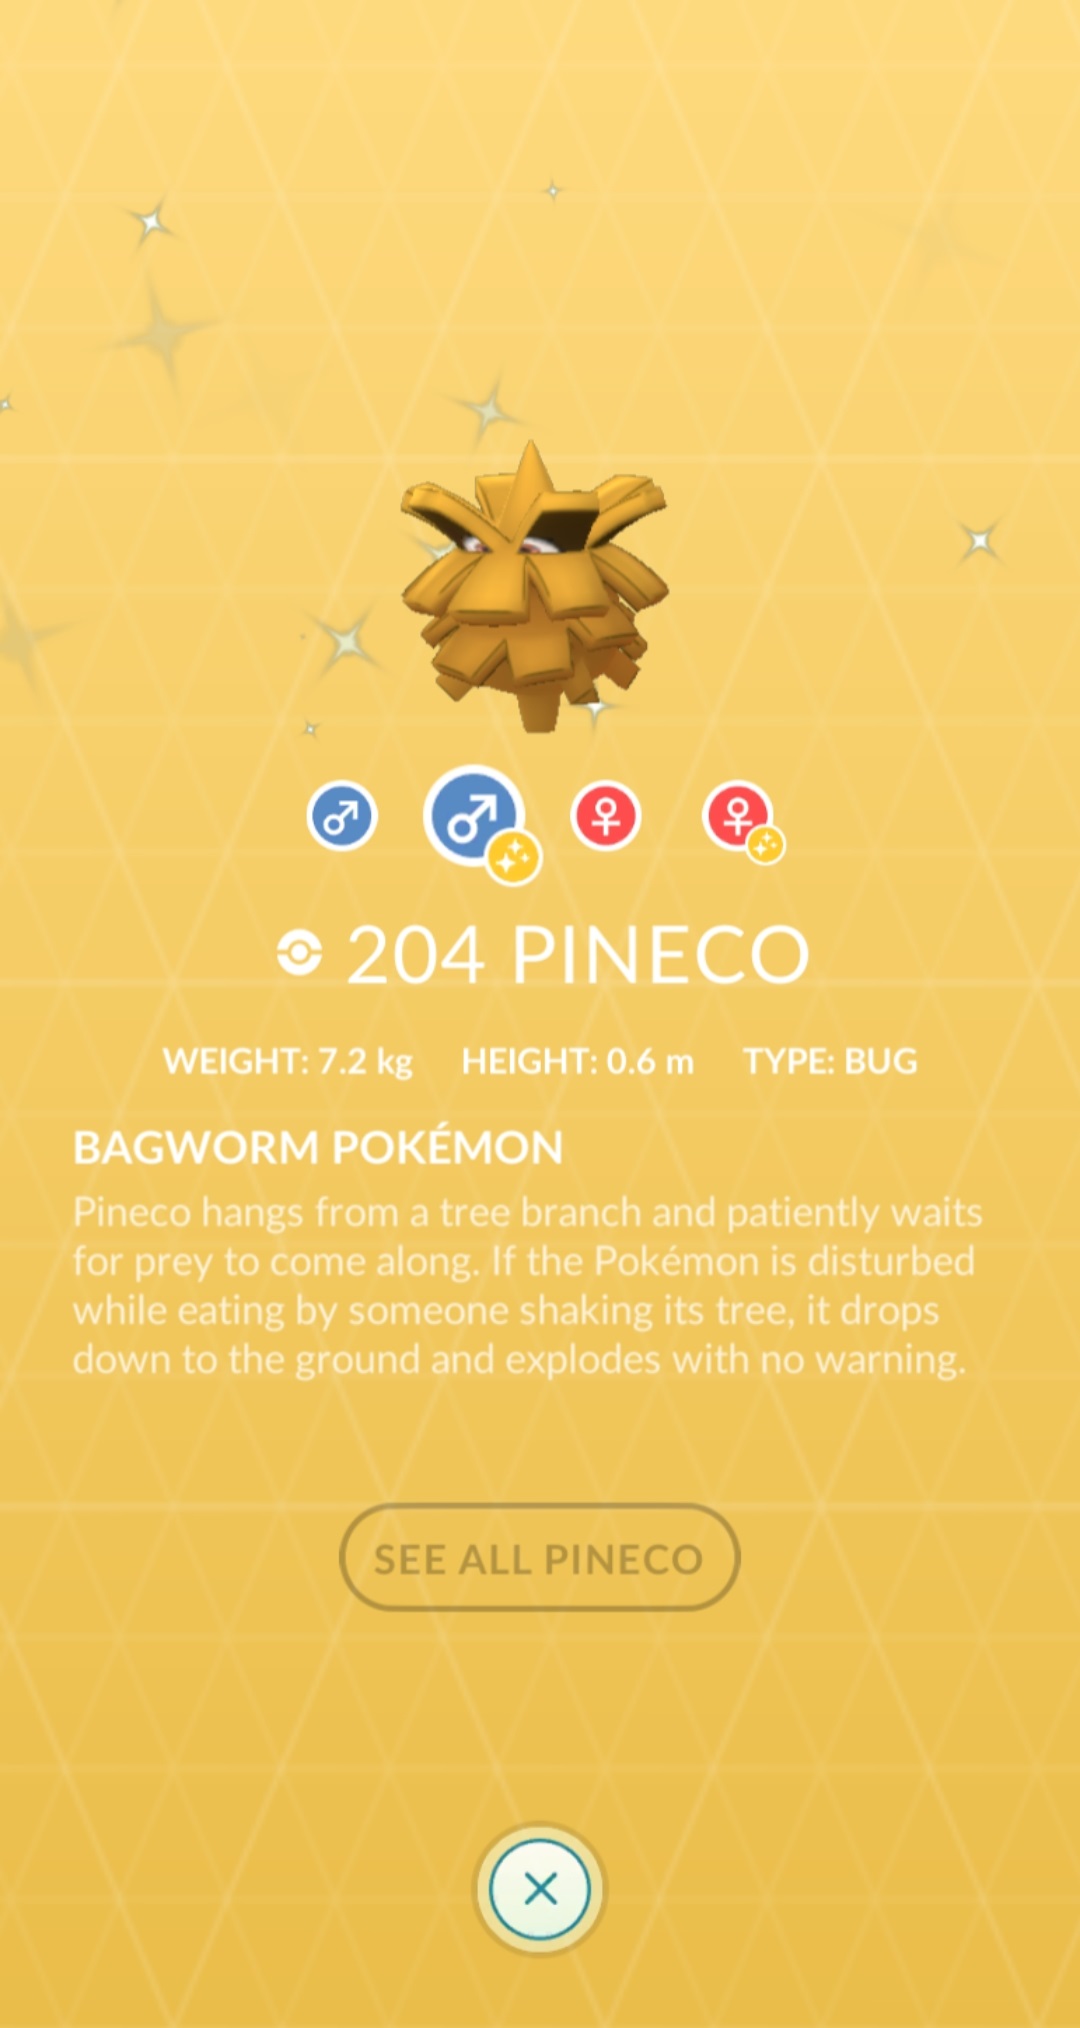 204 PINECO
WEIGHT: 7.2 kg HEIGHT: 0.6 m TYPE: BUG
BAGWORM POKÉMON
Pineco hangs from a tree branch and patiently waits
for prey to come along. If the Pokémon is disturbed
while eating by someone shaking its tree, it drops
down to the ground and explodes with no warning.
SEE ALL PINECO